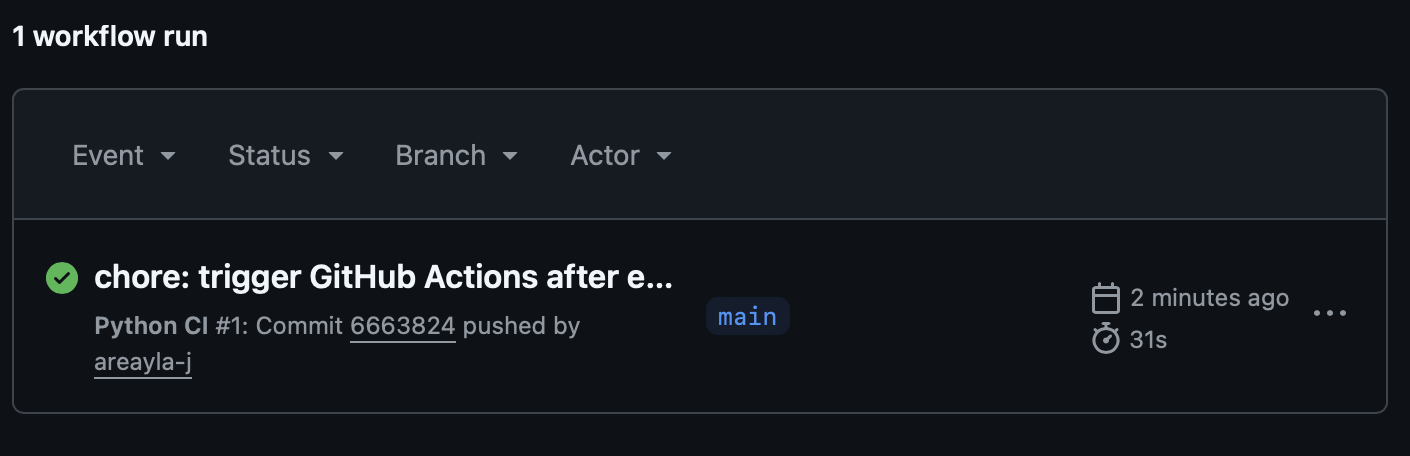 1 workflow run
Event
Status
Branch
Actor
chore: trigger GitHub Actions after e...
Python CI #1: Commit 6663824 pushed by
areayla-j
main
2 minutes ago
31s